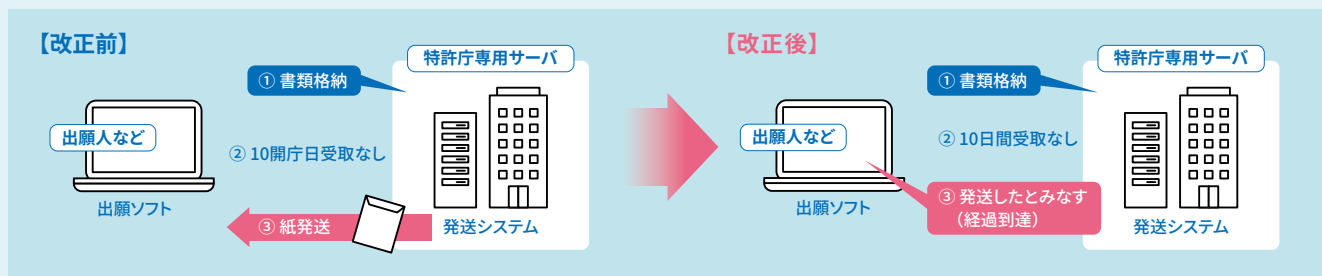 【改正前】
特許庁専用サーバ
① 書類格納
出願人など
② 10開庁日受取なし
出願ソフト
③ 紙発送
発送システム
【改正後】
特許庁専用サーバ
① 書類格納
出願人など
② 10日間受取なし
③ 発送したとみなす
（経過到達）
出願ソフト
発送システム